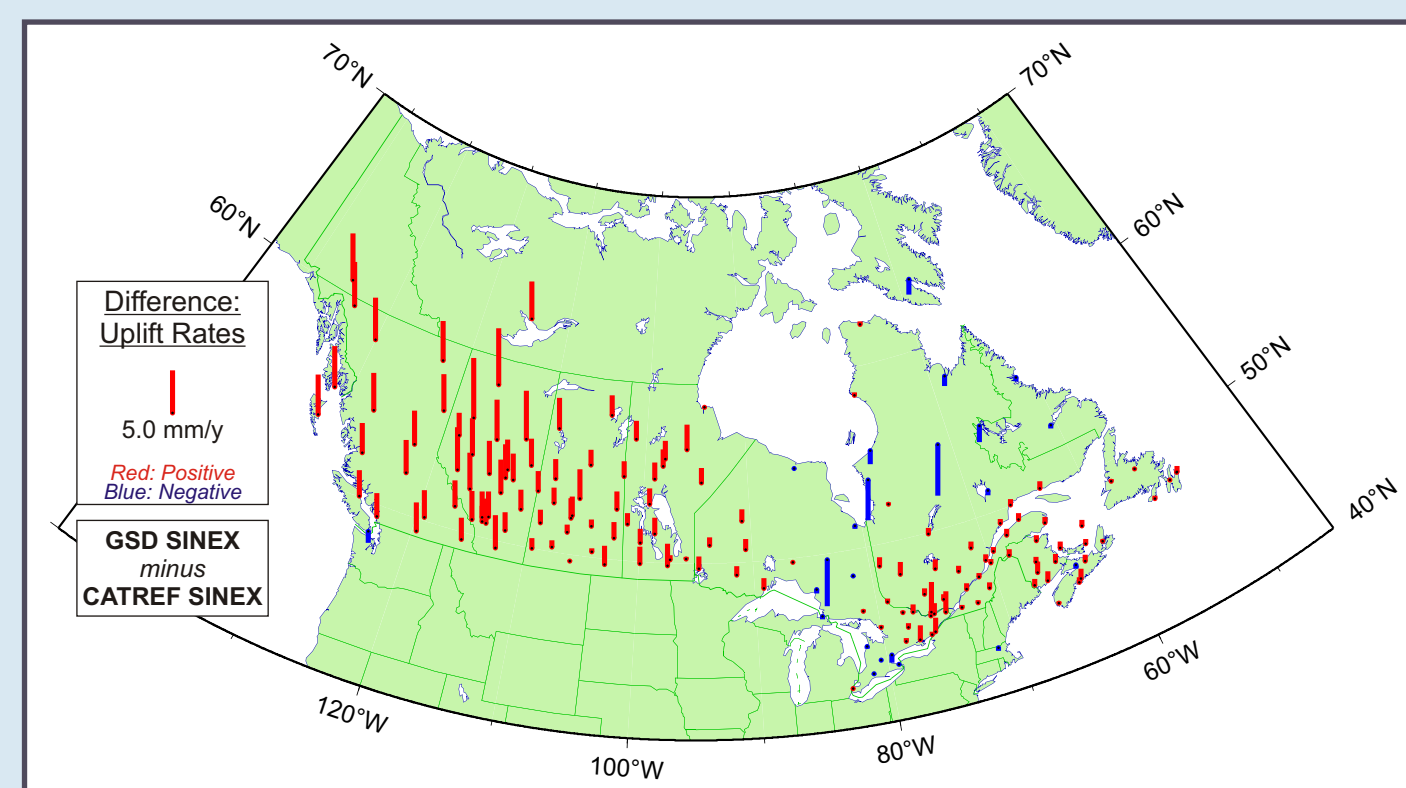 70°N
70°N
60°N
60°N
Difference:
Uplift Rates
5.0 mm/y
Red: Positive
Blue: Negative
50°N
40°N
GSD SINEX
minus
CATREF SINEX
60°W
120°W
80°W
100°W